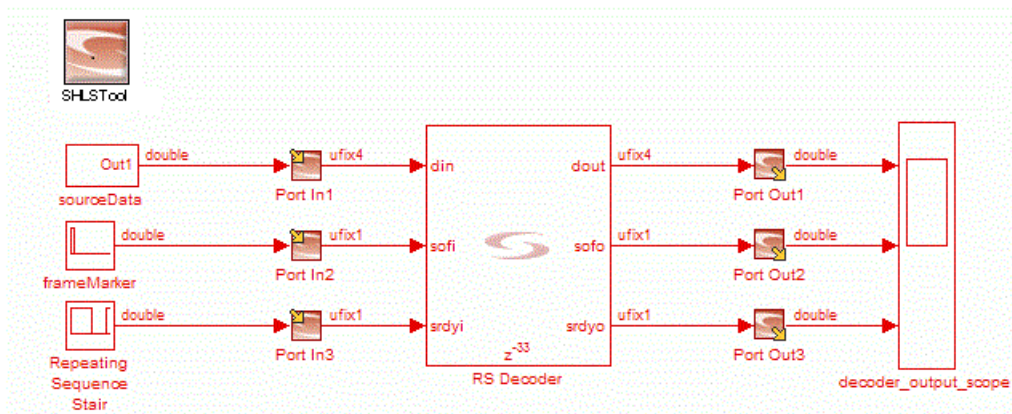 SHLSTool
Out1
double
ufix4
din
dout
ufix4
double
sourceData
Port In1
Port Out1
double
ufix1
sofi
sofo
ufix1
double
frameMarker
Port In2
Port Out2
double
ufix1
srdyi
srdyo
ufix1
double
Repeating
Sequence
Stair
Port In3
z-33
RS Decoder
Port Out3
decoder_output_scope